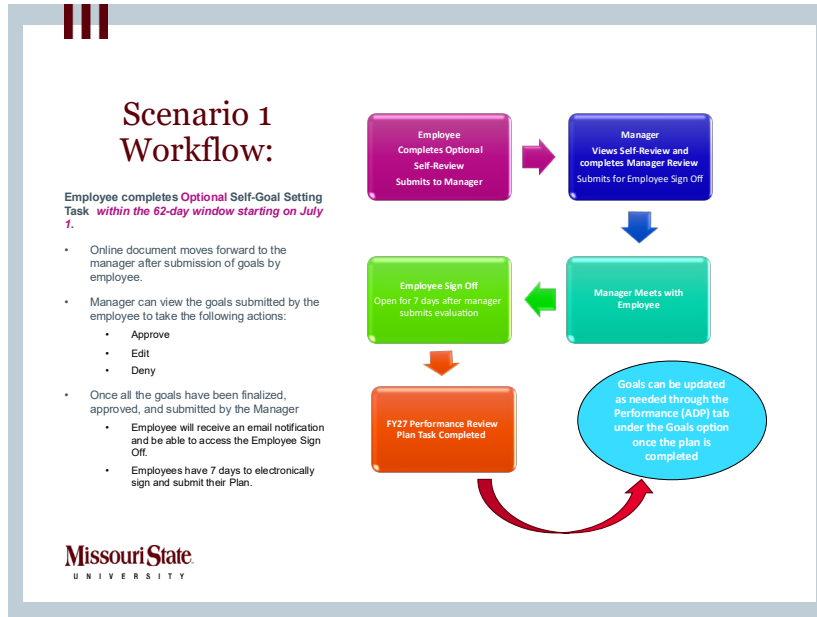 Scenario 1
Workflow:
Employee completes Optional Self-Goal Setting
Task within the 62-day window starting on July
1.
• Online document moves forward to the
manager after submission of goals by
employee.
• Manager can view the goals submitted by the
employee to take the following actions:
• Approve
• Edit
• Deny
• Once all the goals have been finalized,
approved, and submitted by the Manager
• Employee will receive an email notification
and be able to access the Employee Sign
Off.
• Employees have 7 days to electronically
sign and submit their Plan.
Employee
Completes Optional
Self-Review
Submits to Manager
Manager
Views Self-Review and
completes Manager Review
Submits for Employee Sign Off
Manager Meets with
Employee
Employee Sign Off
Open for 7 days after manager
submits evaluation
FY27 Performance Review
Plan Task Completed
Goals can be updated
as needed through the
Performance (ADP) tab
under the Goals option
once the plan is
completed
Missouri State
UNIVERSITY